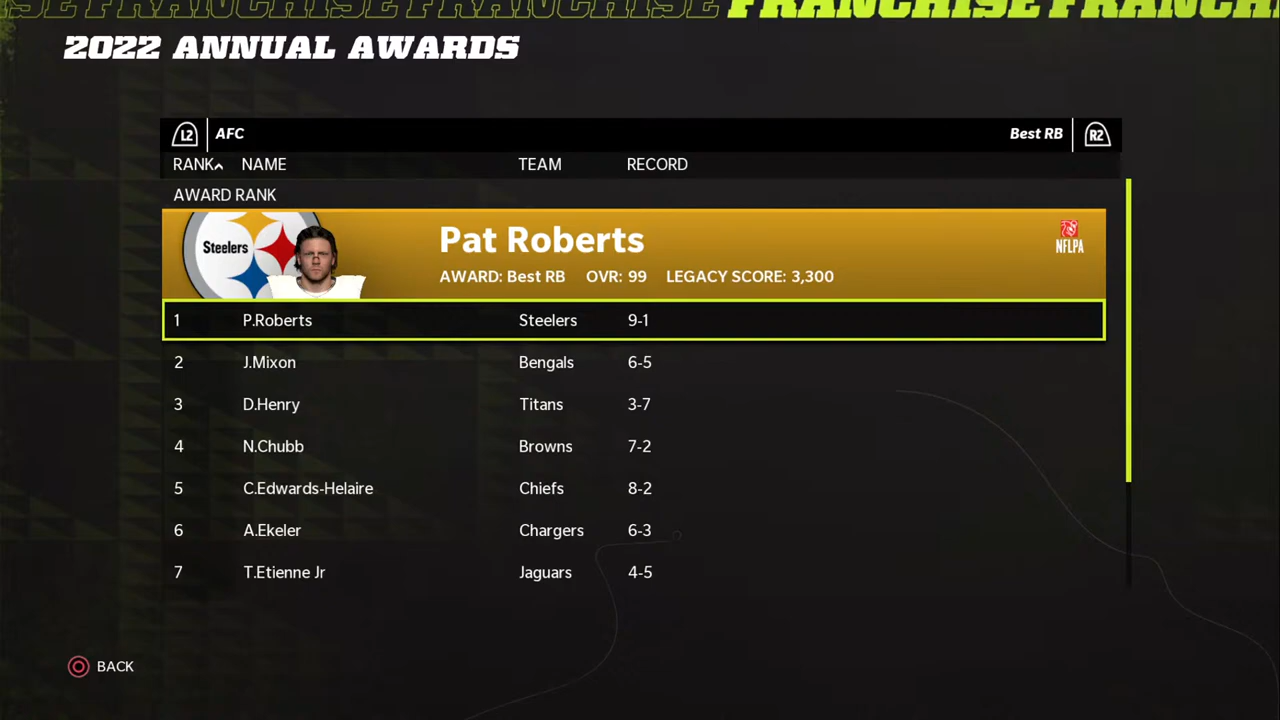 SE FRANCHISE FRANCHISE FRANCHISE FRANCH
2022 ANNUAL AWARDS
L2 AFC Best RB R2
RANK NAME TEAM RECORD
AWARD RANK
Steelers
Pat Roberts
NFLPA
AWARD: Best RB OVR: 99 LEGACY SCORE: 3,300
1 P.Roberts Steelers 9-1
2 J.Mixon Bengals 6-5
3 D.Henry Titans 3-7
4 N.Chubb Browns 7-2
5 C.Edwards-Helaire Chiefs 8-2
6 A.Ekeler Chargers 6-3
7 T.Etienne Jr Jaguars 4-5
BACK